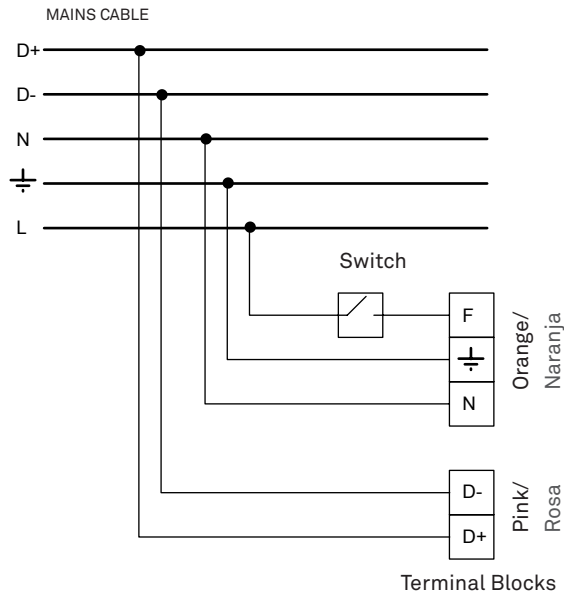 MAINS CABLE
D+
D-
N
L
Switch
F
N
Orange/
Naranja
D-
D+
Pink/
Rosa
Terminal Blocks